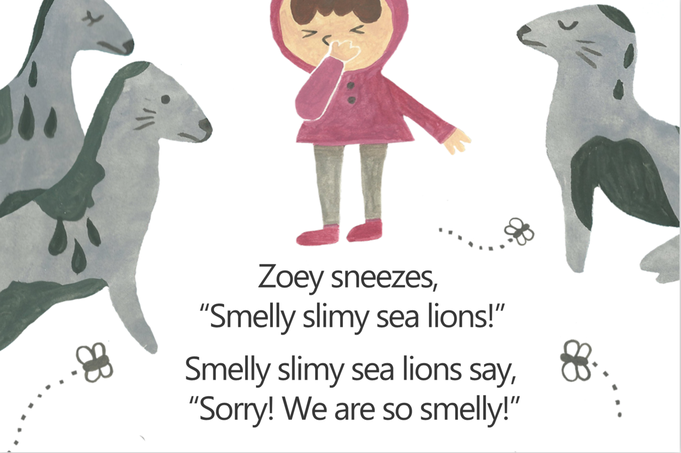 Zoey sneezes,
“Smelly slimy sea lions!”
Smelly slimy sea lions say,
“Sorry! We are so smelly!”